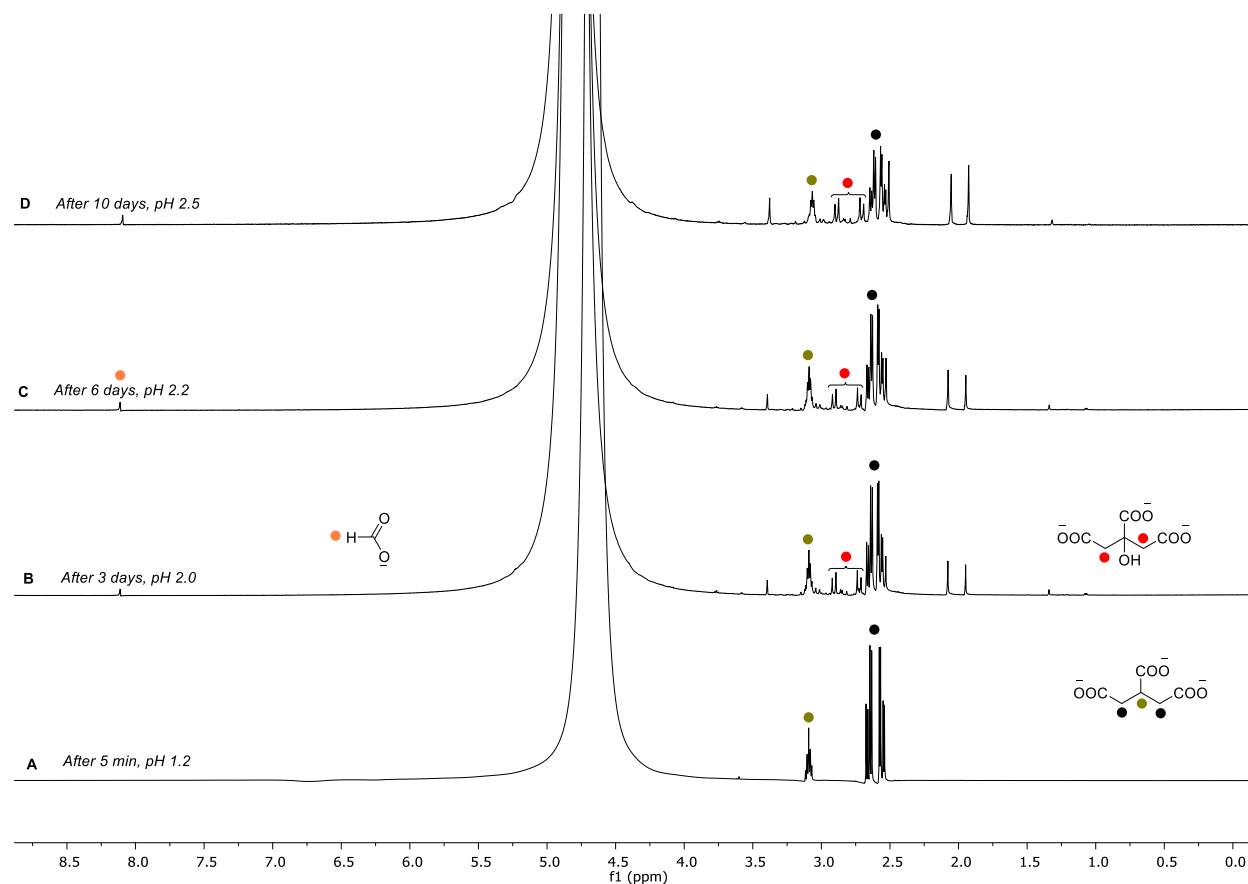 D After 10 days, pH 2.5
C After 6 days, pH 2.2
H O O –
B After 3 days, pH 2.0
– COO –
OOC COO
OH
A After 5 min, pH 1.2
– COO –
OOC COO
8.5 8.0 7.5 7.0 6.5 6.0 5.5 5.0 4.5 4.0 3.5 3.0 2.5 2.0 1.5 1.0 0.5 0.0
f1 (ppm)